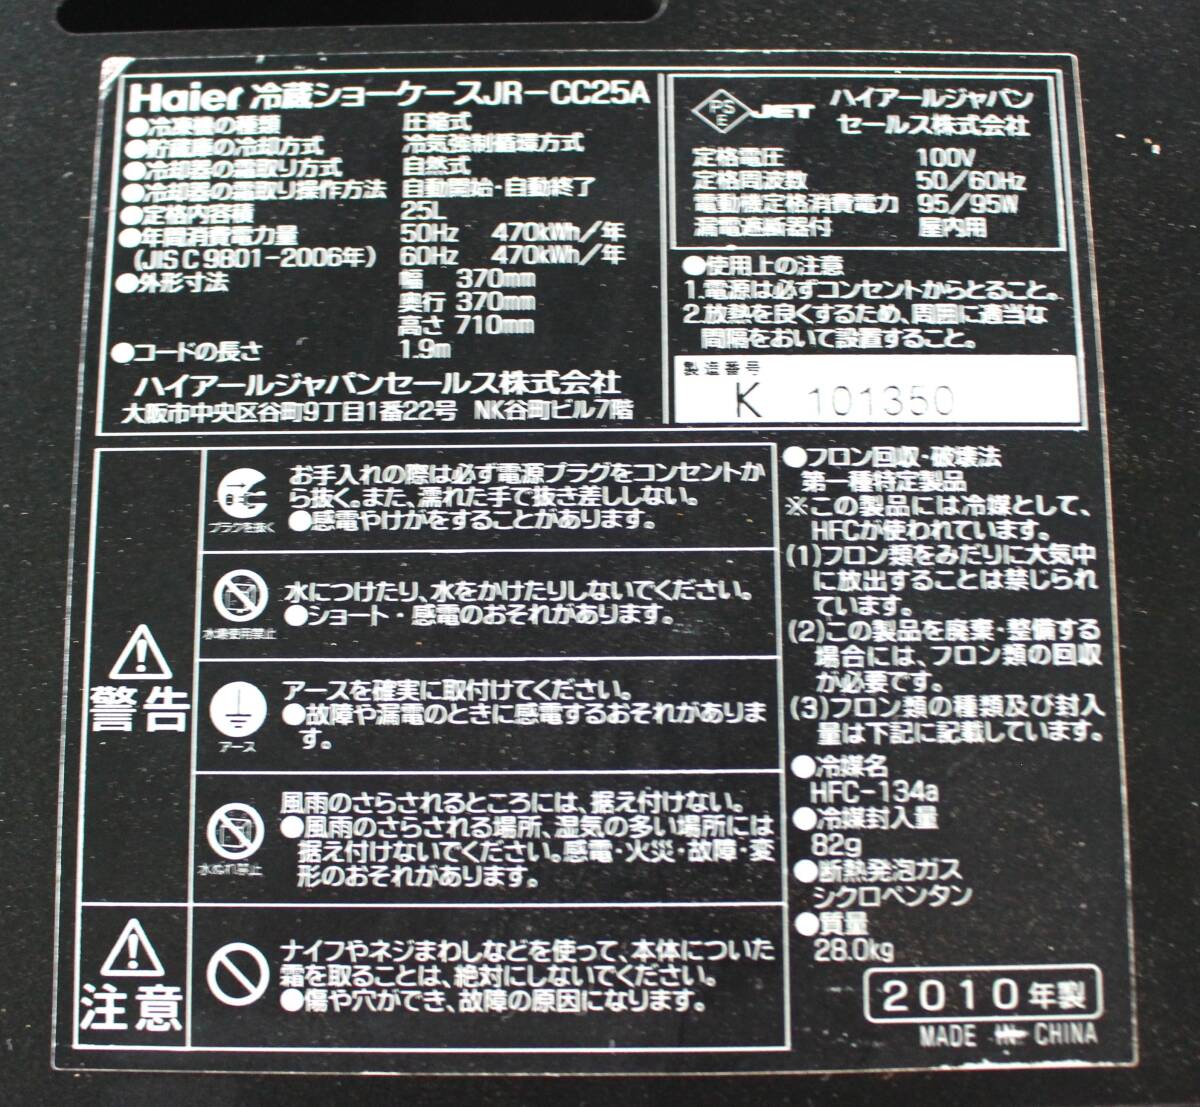 Haier 冷蔵ショーケースJR-CC25A
●冷凍機の種類 圧縮式
●貯蔵庫の冷却方式 冷気強制循環方式
●冷却器の霜取り方式 自然式
●冷却器の霜取り操作方法 自動開始・自動終了
●定格内容積 25L
●年間消費電力量 50Hz 470kWh/年
(JIS C 9801-2006年) 60Hz 470kWh/年
●外形寸法 幅 370mm
奥行 370mm
高さ 710mm
●コードの長さ 1.9m
ハイアールジャパンセールス株式会社
大阪市中央区谷町9丁目1番22号 NK谷町ビル7階
PS
E
JET
ハイアールジャパン
セールス株式会社
定格電圧 100V
定格周波数 50/60Hz
電動機定格消費電力 95/95W
漏電遮断器付 屋内用
●使用上の注意
1.電源は必ずコンセントからとること。
2.放熱を良くするため、周囲に適当な
間隔をおいて設置すること。
製造番号
K 101350
警告
プラグを抜く
お手入れの際は必ず電源プラグをコンセントか
ら抜く。また、濡れた手で抜き差ししない。
●感電やけがをすることがあります。
水場使用禁止
水につけたり、水をかけたりしないでください。
●ショート・感電のおそれがあります。
アース
アースを確実に取付けてください。
●故障や漏電のときに感電するおそれがありま
す。
水ぬれ禁止
風雨のさらされるところには、据え付けない。
●風雨のさらされる場所、湿気の多い場所には
据え付けないでください。感電・火災・故障・変
形のおそれがあります。
注意
ナイフやネジまわしなどを使って、本体についた
霜を取ることは、絶対にしないでください。
●傷や穴ができ、故障の原因になります。
●フロン回収・破壊法
第一種特定製品
※この製品には冷媒として、
HFCが使われています。
(1)フロン類をみだりに大気中
に放出することは禁じられ
ています。
(2)この製品を廃棄・整備する
場合には、フロン類の回収
が必要です。
(3)フロン類の種類及び封入
量は下記に記載しています。
●冷媒名
HFC-134a
●冷媒封入量
82g
●断熱発泡ガス
シクロペンタン
●質量
28.0kg
2010年製
MADE IN CHINA